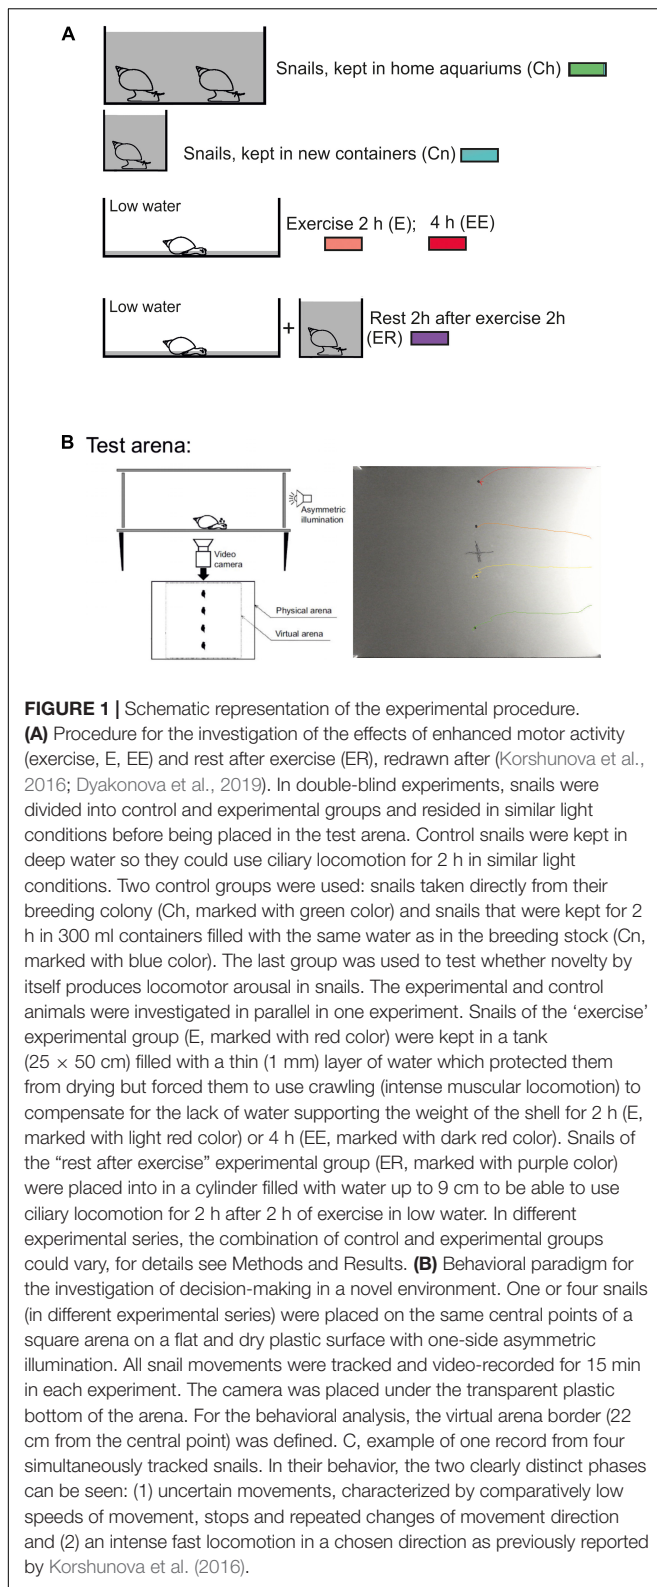 A
Snails, kept in home aquariums (Ch)
Snails, kept in new containers (Cn)
Low water
Exercise 2 h (E); 4 h (EE)
Low water
+
Rest 2h after exercise 2h
(ER)
B Test arena:
Asymmetric
illumination
Video
camera
Physical arena
Virtual arena
FIGURE 1 | Schematic representation of the experimental procedure.
(A) Procedure for the investigation of the effects of enhanced motor activity
(exercise, E, EE) and rest after exercise (ER), redrawn after (Korshunova et al.,
2016; Dyakonova et al., 2019). In double-blind experiments, snails were
divided into control and experimental groups and resided in similar light
conditions before being placed in the test arena. Control snails were kept in
deep water so they could use ciliary locomotion for 2 h in similar light
conditions. Two control groups were used: snails taken directly from their
breeding colony (Ch, marked with green color) and snails that were kept for 2
h in 300 ml containers filled with the same water as in the breeding stock (Cn,
marked with blue color). The last group was used to test whether novelty by
itself produces locomotor arousal in snails. The experimental and control
animals were investigated in parallel in one experiment. Snails of the ‘exercise’
experimental group (E, marked with red color) were kept in a tank
(25 × 50 cm) filled with a thin (1 mm) layer of water which protected them
from drying but forced them to use crawling (intense muscular locomotion) to
compensate for the lack of water supporting the weight of the shell for 2 h (E,
marked with light red color) or 4 h (EE, marked with dark red color). Snails of
the “rest after exercise” experimental group (ER, marked with purple color)
were placed into in a cylinder filled with water up to 9 cm to be able to use
ciliary locomotion for 2 h after 2 h of exercise in low water. In different
experimental series, the combination of control and experimental groups
could vary, for details see Methods and Results. (B) Behavioral paradigm for
the investigation of decision-making in a novel environment. One or four snails
(in different experimental series) were placed on the same central points of a
square arena on a flat and dry plastic surface with one-side asymmetric
illumination. All snail movements were tracked and video-recorded for 15 min
in each experiment. The camera was placed under the transparent plastic
bottom of the arena. For the behavioral analysis, the virtual arena border (22
cm from the central point) was defined. C, example of one record from four
simultaneously tracked snails. In their behavior, the two clearly distinct phases
can be seen: (1) uncertain movements, characterized by comparatively low
speeds of movement, stops and repeated changes of movement direction
and (2) an intense fast locomotion in a chosen direction as previously reported
by Korshunova et al. (2016).